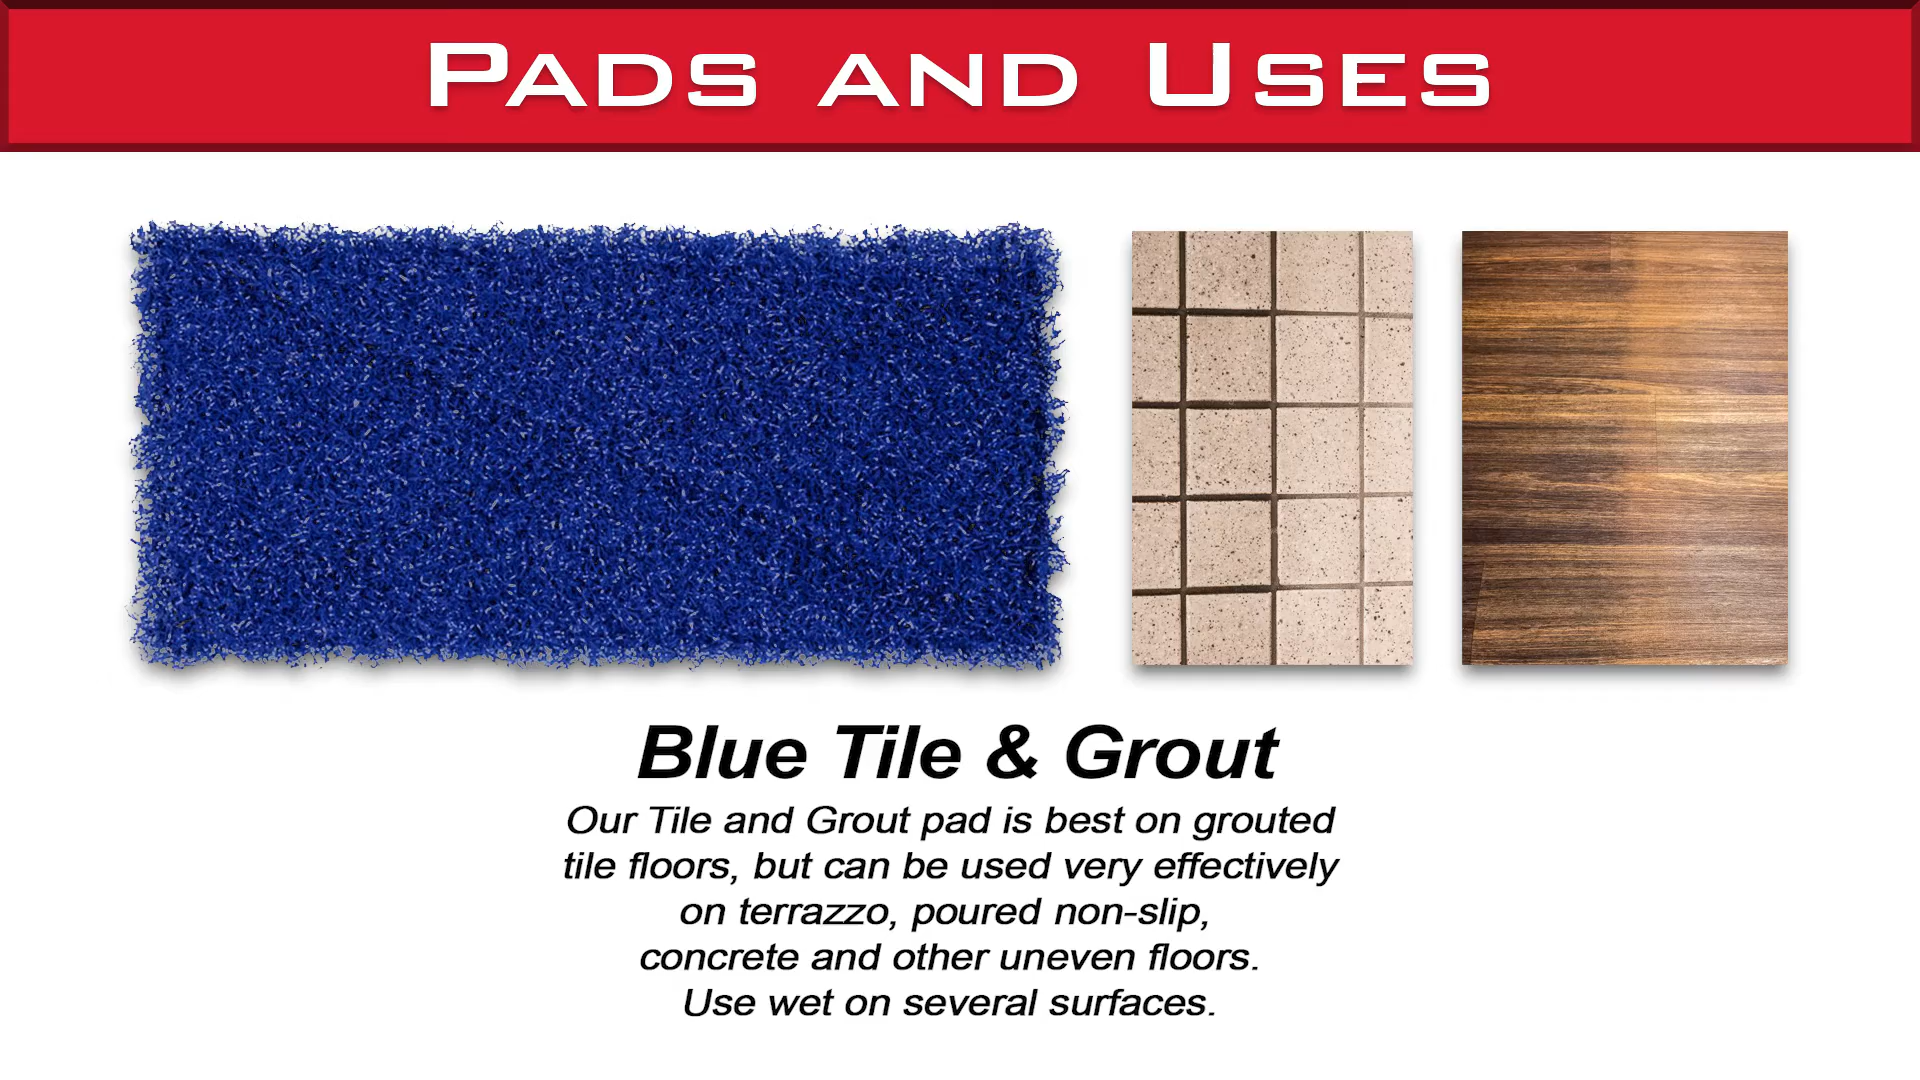 Pads and Uses
Blue Tile & Grout
Our Tile and Grout pad is best on grouted
tile floors, but can be used very effectively
on terrazzo, poured non-slip,
concrete and other uneven floors.
Use wet on several surfaces.